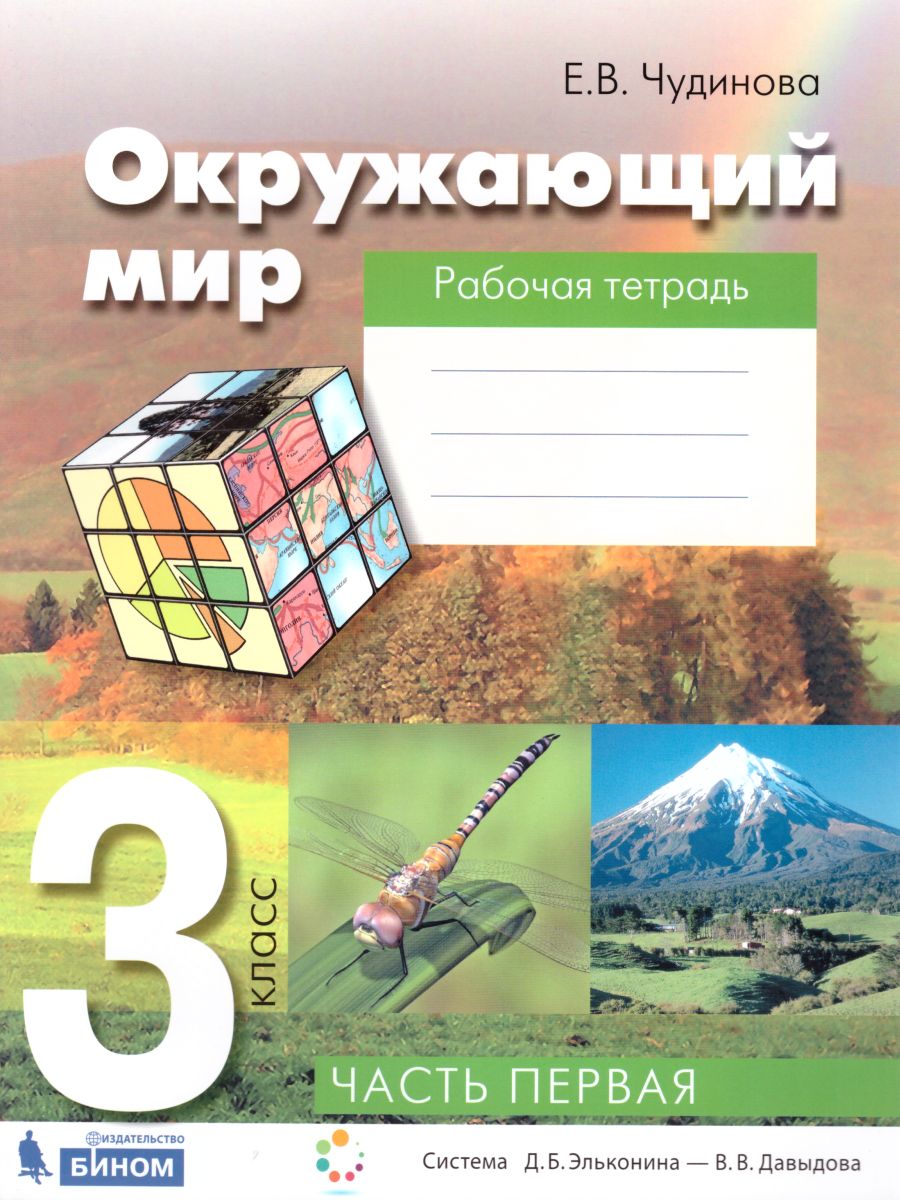 Е.В. Чудинова
Окружающий
мир
Рабочая тетрадь
3
класс
ЧАСТЬ ПЕРВАЯ
ИЗДАТЕЛЬСТВО
БИНОМ
Система Д.Б.Эльконина — В.В.Давыдова